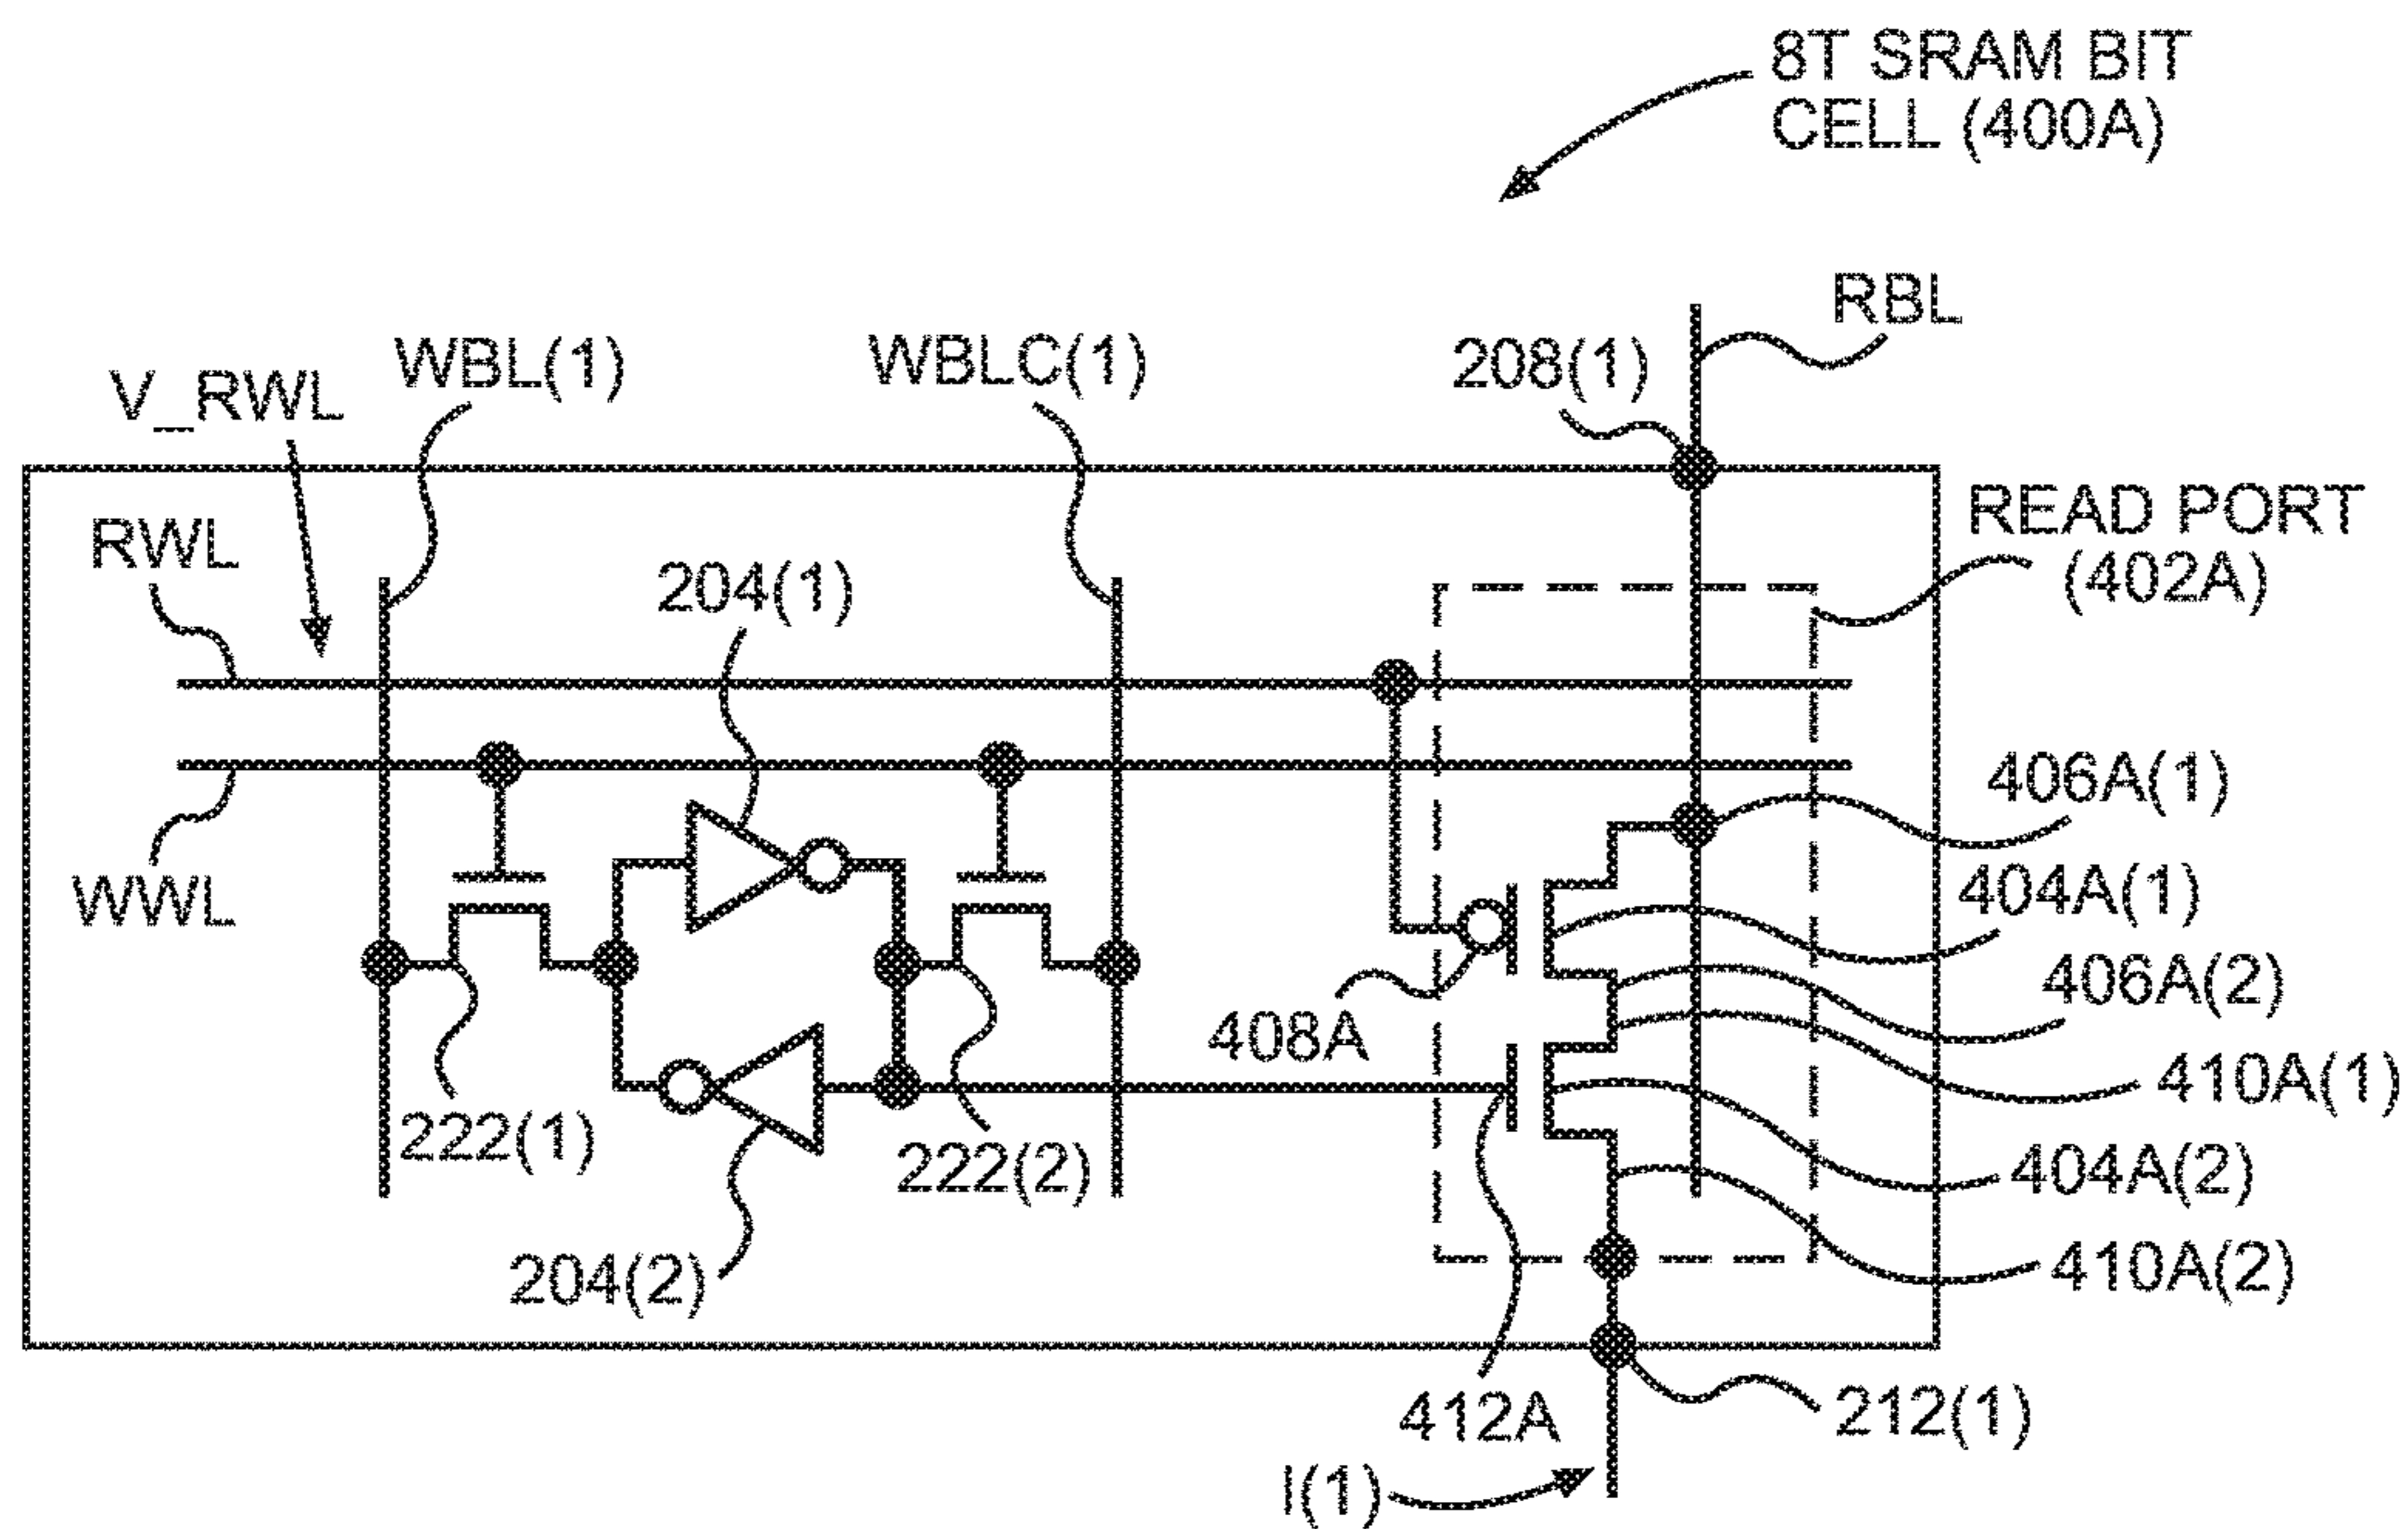 8T SRAM BIT
CELL (400A)
RBL
208(1)
WBL(1)
WBLC(1)
V_RWL
READ PORT
(402A)
RWL
204(1)
406A(1)
WWL
404A(1)
406A(2)
408A
410A(1)
222(1)
222(2)
404A(2)
204(2)
410A(2)
412A
212(1)
I(1)